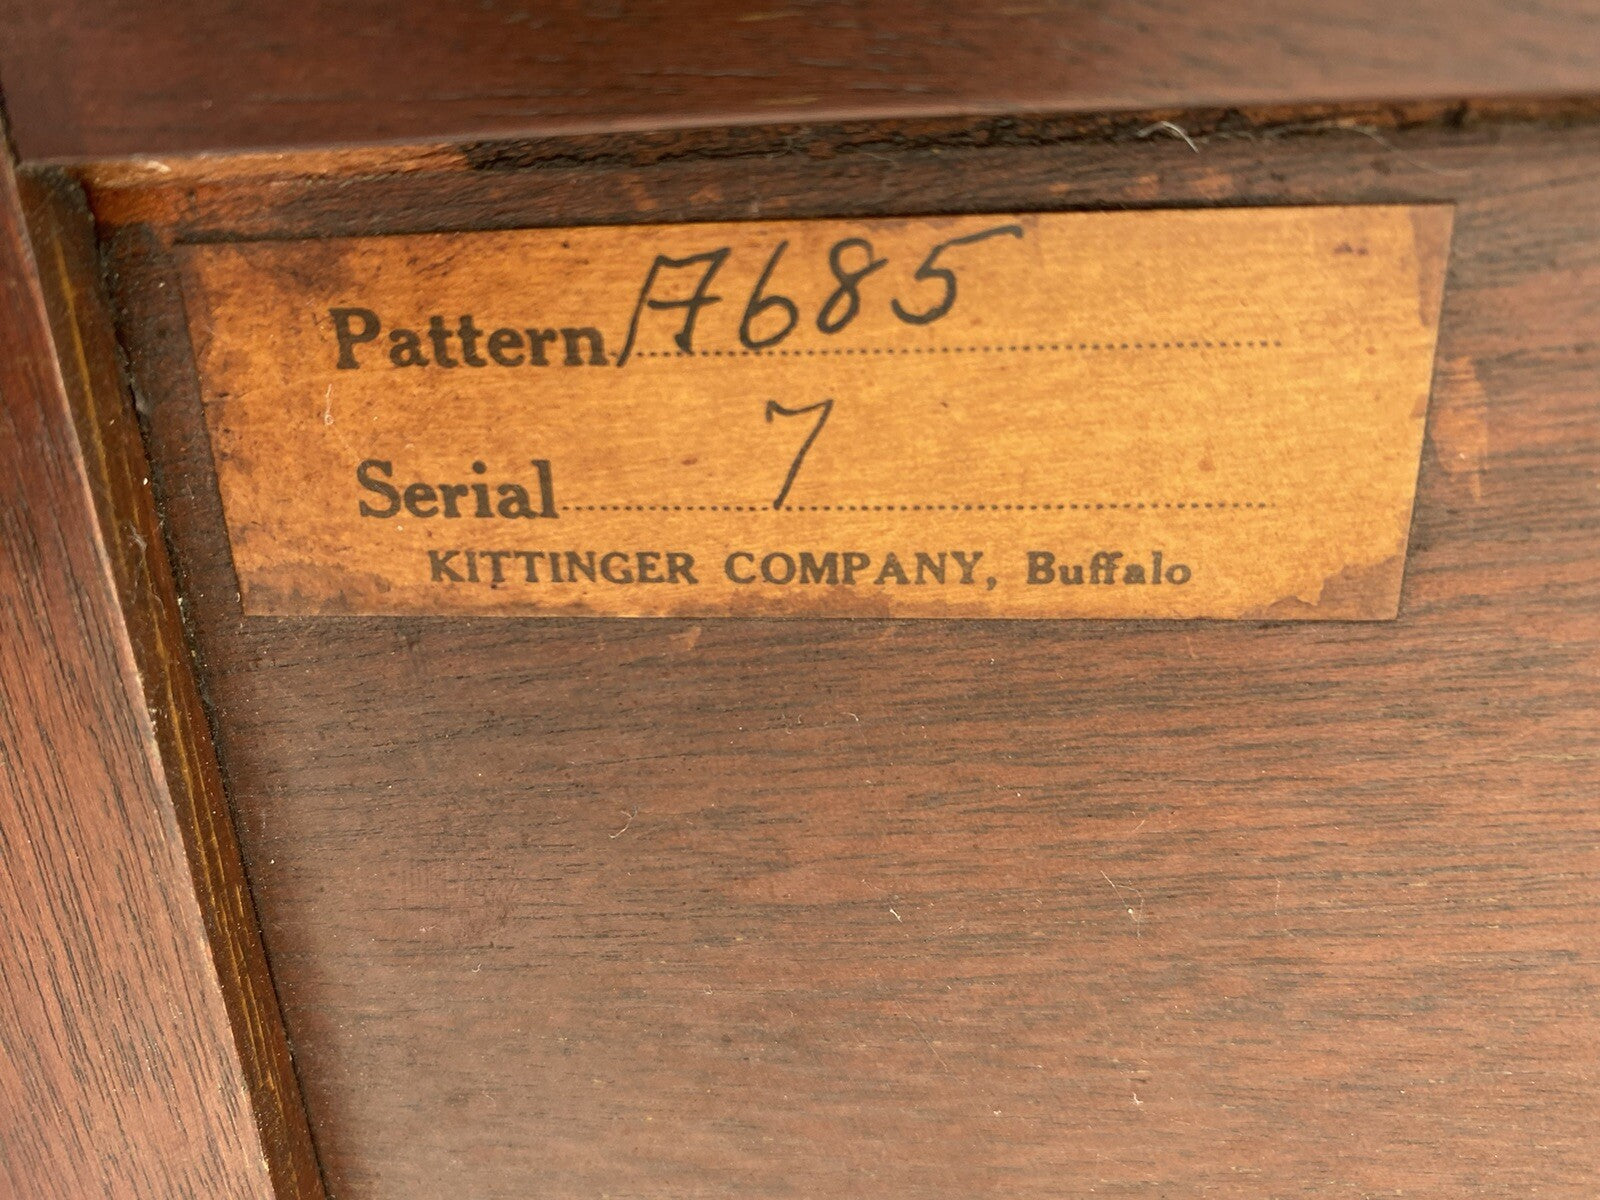 Pattern A7685
Serial 7
KITTINGER COMPANY, Buffalo